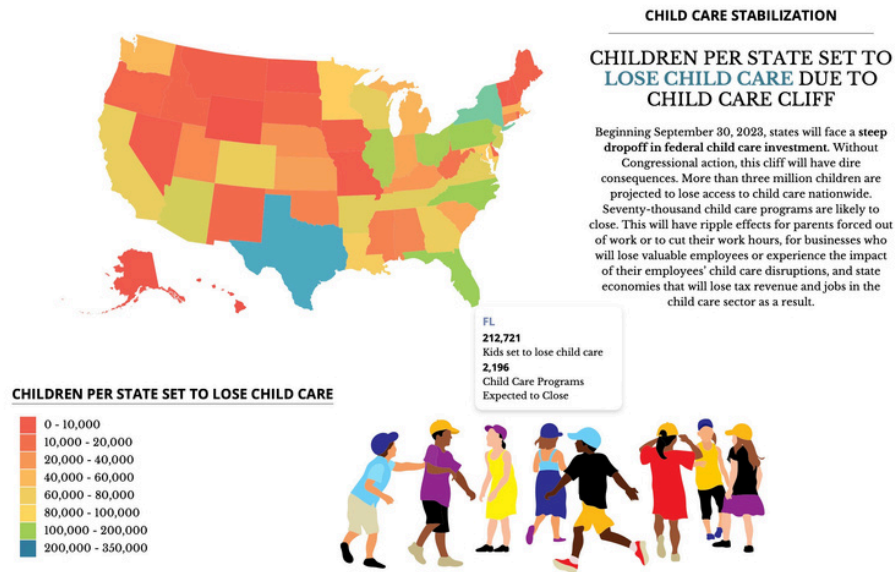 CHILD CARE STABILIZATION
CHILDREN PER STATE SET TO
LOSE CHILD CARE DUE TO
CHILD CARE CLIFF
Beginning September 30, 2023, states will face a steep
dropoff in federal child care investment. Without
Congressional action, this cliff will have dire
consequences. More than three million children are
projected to lose access to child care nationwide.
Seventy-thousand child care programs are likely to
close. This will have ripple effects for parents forced out
of work or to cut their work hours, for businesses who
will lose valuable employees or experience the impact
of their employees' child care disruptions, and state
economies that will lose tax revenue and jobs in the
child care sector as a result.
FL
212,721
Kids set to lose child care
2,196
Child Care Programs
Expected to Close
CHILDREN PER STATE SET TO LOSE CHILD CARE
0 - 10,000
10,000 - 20,000
20,000 - 40,000
40,000 - 60,000
60,000 - 80,000
80,000 - 100,000
100,000 - 200,000
200,000 - 350,000